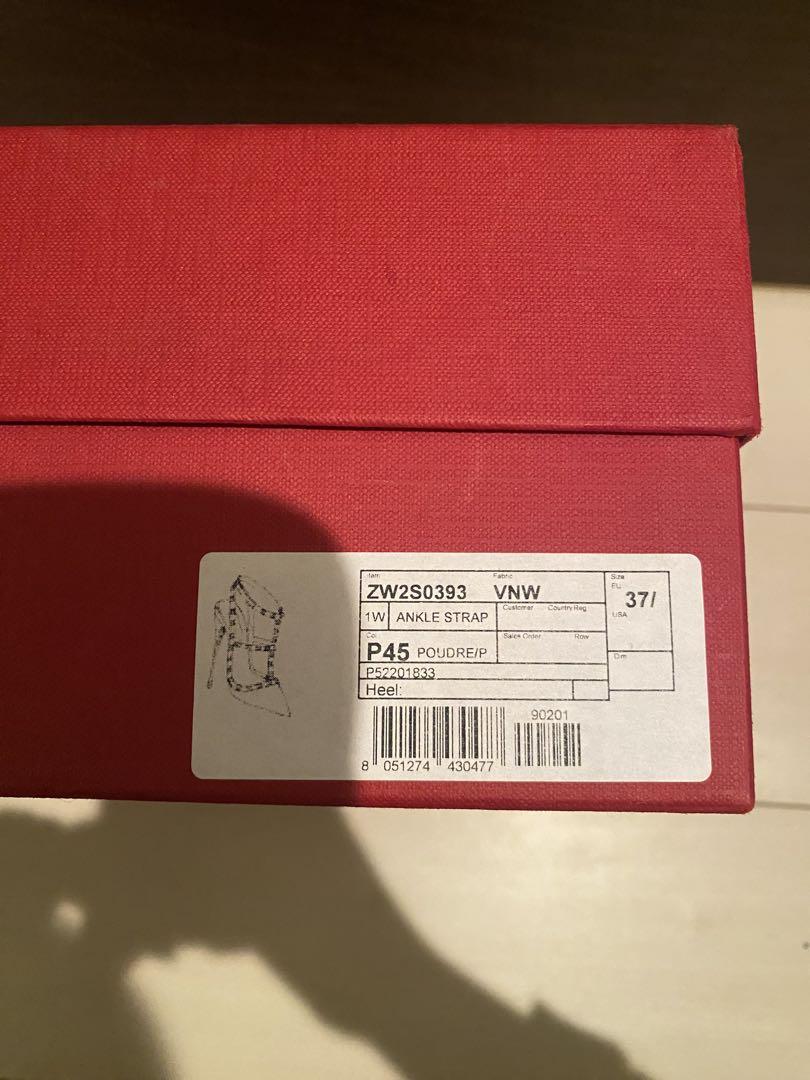 Item Fabric
ZW2S0393 VNW
1W ANKLE STRAP
Customer Country Reg
Col
P45 POUDRE/P
Sales Order Row
P52201833
Heel:
Size
EU
37/
USA
Dim
90201
8 051274 430477